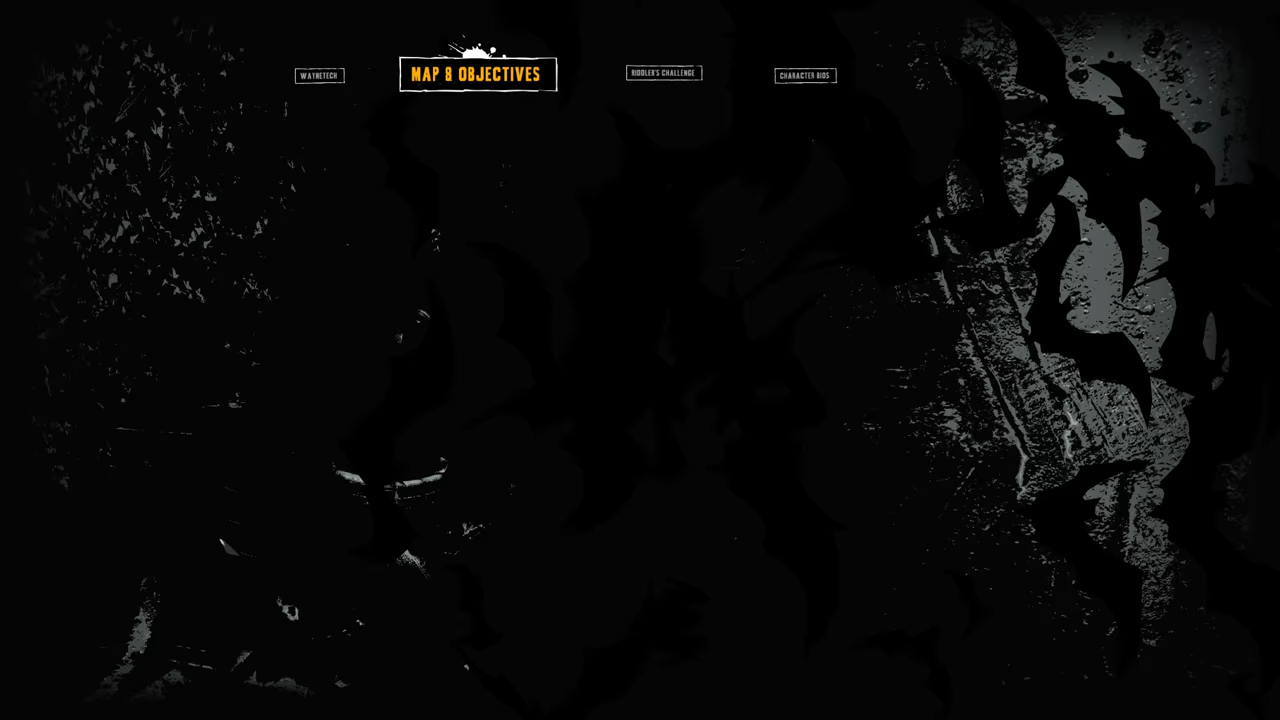 WAYNETECH
MAP & OBJECTIVES
RIDDLER'S CHALLENGE
CHARACTER BIOS